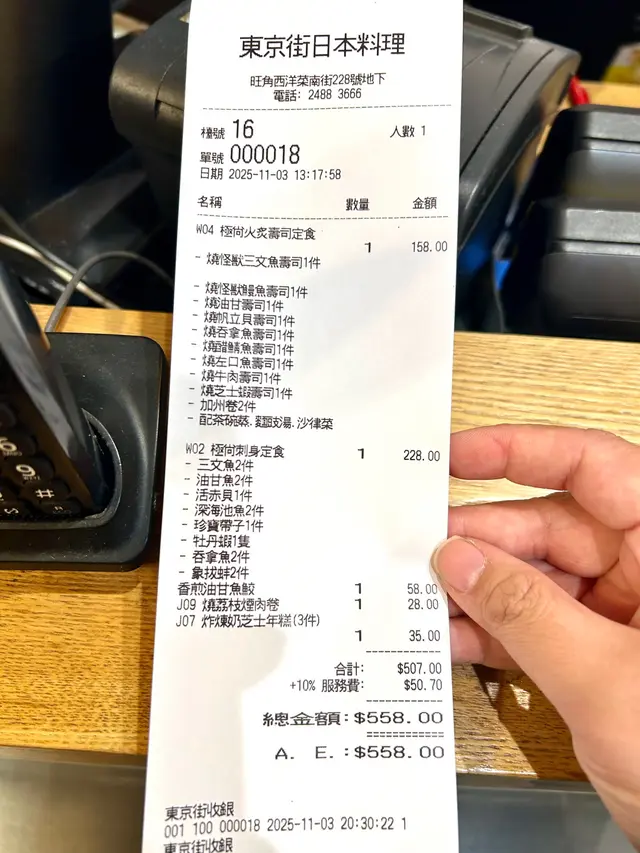 東京街日本料理
旺角西洋菜南街228號地下
電話: 2488 3666
檯號 16 人數 1
單號 000018
日期 2025-11-03 13:17:58
名稱 數量 金額
W04 極尚火炙壽司定食
1 158.00
- 燒怪獸三文魚壽司1件
- 燒怪獸鰻魚壽司1件
- 燒油甘壽司1件
- 燒帆立貝壽司1件
- 燒吞拿魚壽司1件
- 燒醋鯖魚壽司1件
- 燒左口魚壽司1件
- 燒牛肉壽司1件
- 燒芝士蝦壽司1件
- 加州卷2件
- 配茶碗蒸.麵豉湯.沙律菜
W02 極尚刺身定食 1 228.00
- 三文魚2件
- 油甘魚2件
- 活赤貝1件
- 深海池魚2件
- 珍寶帶子1件
- 牡丹蝦1隻
- 吞拿魚2件
- 象拔蚌2件
香煎油甘魚鮫 1 58.00
J09 燒荔枝煙肉卷 1 28.00
J07 炸煉奶芝士年糕(3件)
1 35.00
合計: $507.00
+10% 服務費: $50.70
總金額:$558.00
A. E.:$558.00
東京街收銀
001 100 000018 2025-11-03 20:30:22 1
東京街收銀